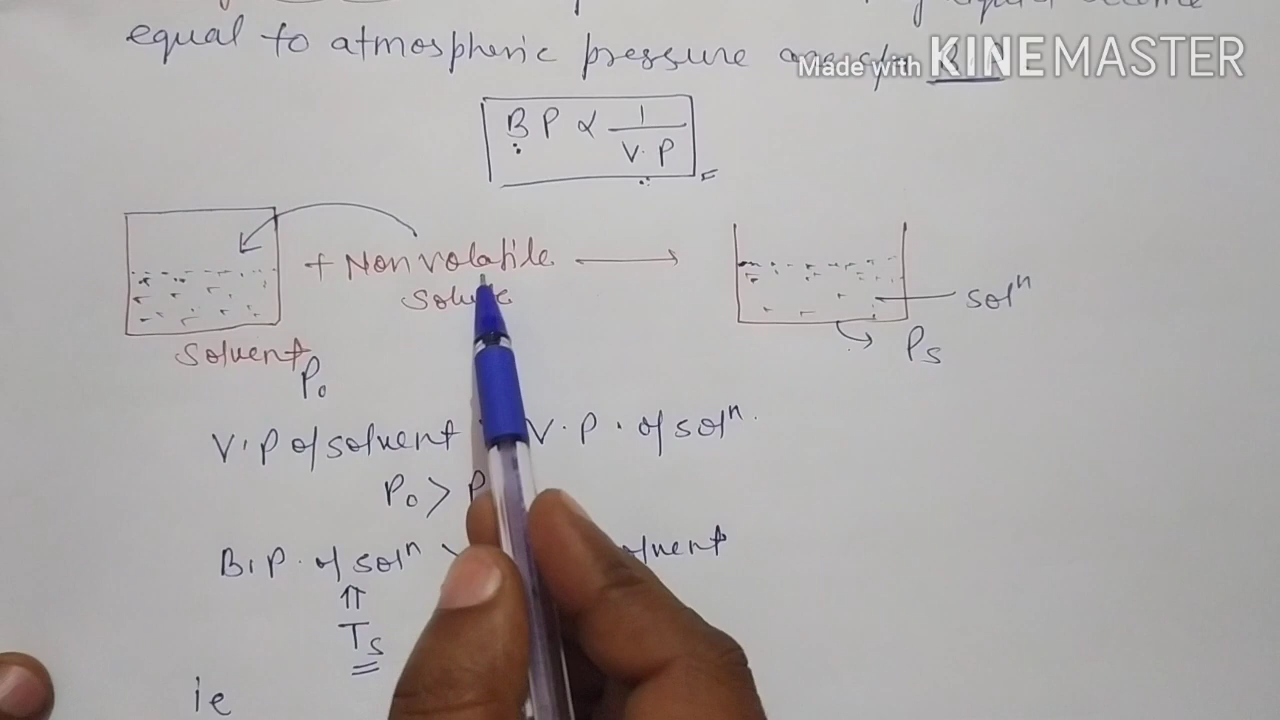 equal to atmospheric pressure
Made with KINEMASTER
B P ∝ 1
V. P
+ Non volatile
Solute
solⁿ
Solvent
P₀
Pₛ
V.P of solvent V.P. of solⁿ.
P₀ > P
B.P. of solⁿ
⇑
Tₛ
ie